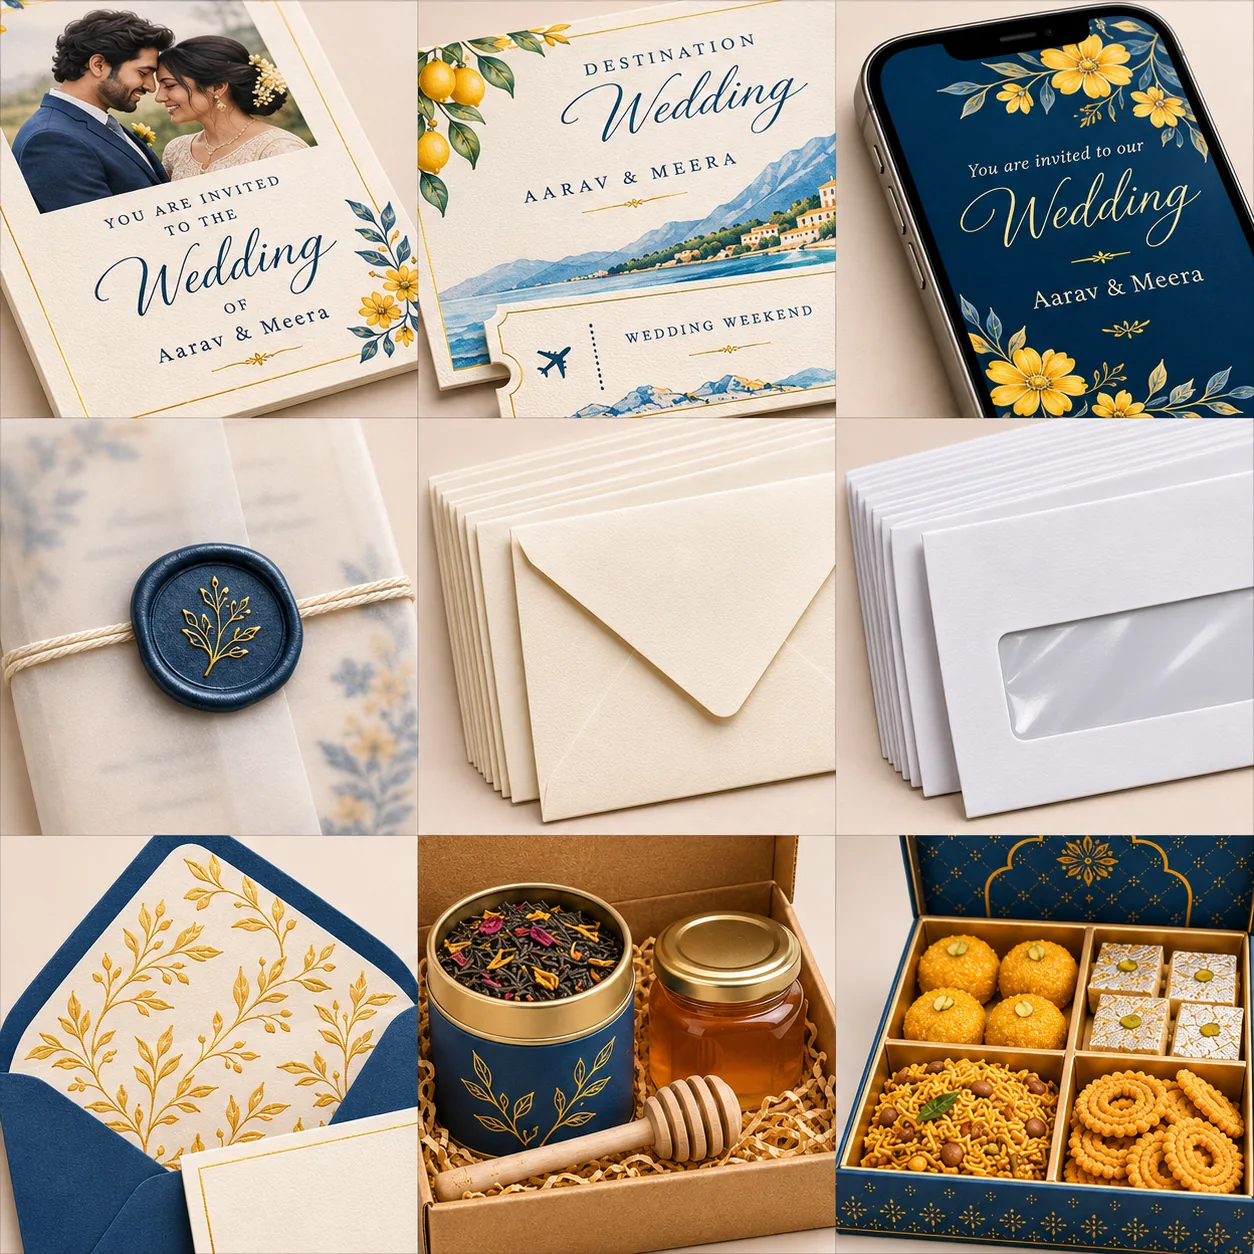 YOU ARE INVITED
TO THE
Wedding
OF
Aarav & Meera
DESTINATION
Wedding
AARAV & MEERA
WEDDING WEEKEND
You are invited to our
Wedding
Aarav & Meera